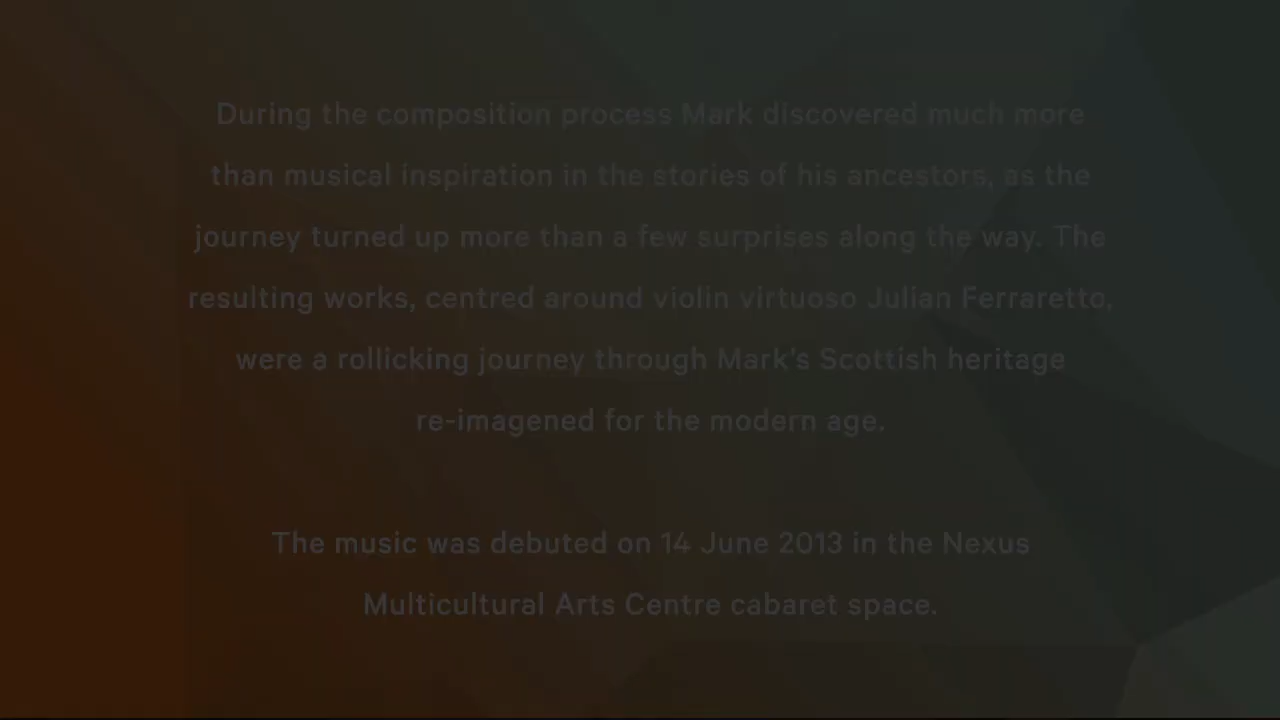 During the composition process Mark discovered much more
than musical inspiration in the stories of his ancestors, as the
journey turned up more than a few surprises along the way. The
resulting works, centred around violin virtuoso Julian Ferraretto,
were a rollicking journey through Mark's Scottish heritage
re-imagened for the modern age.
The music was debuted on 14 June 2013 in the Nexus
Multicultural Arts Centre cabaret space.